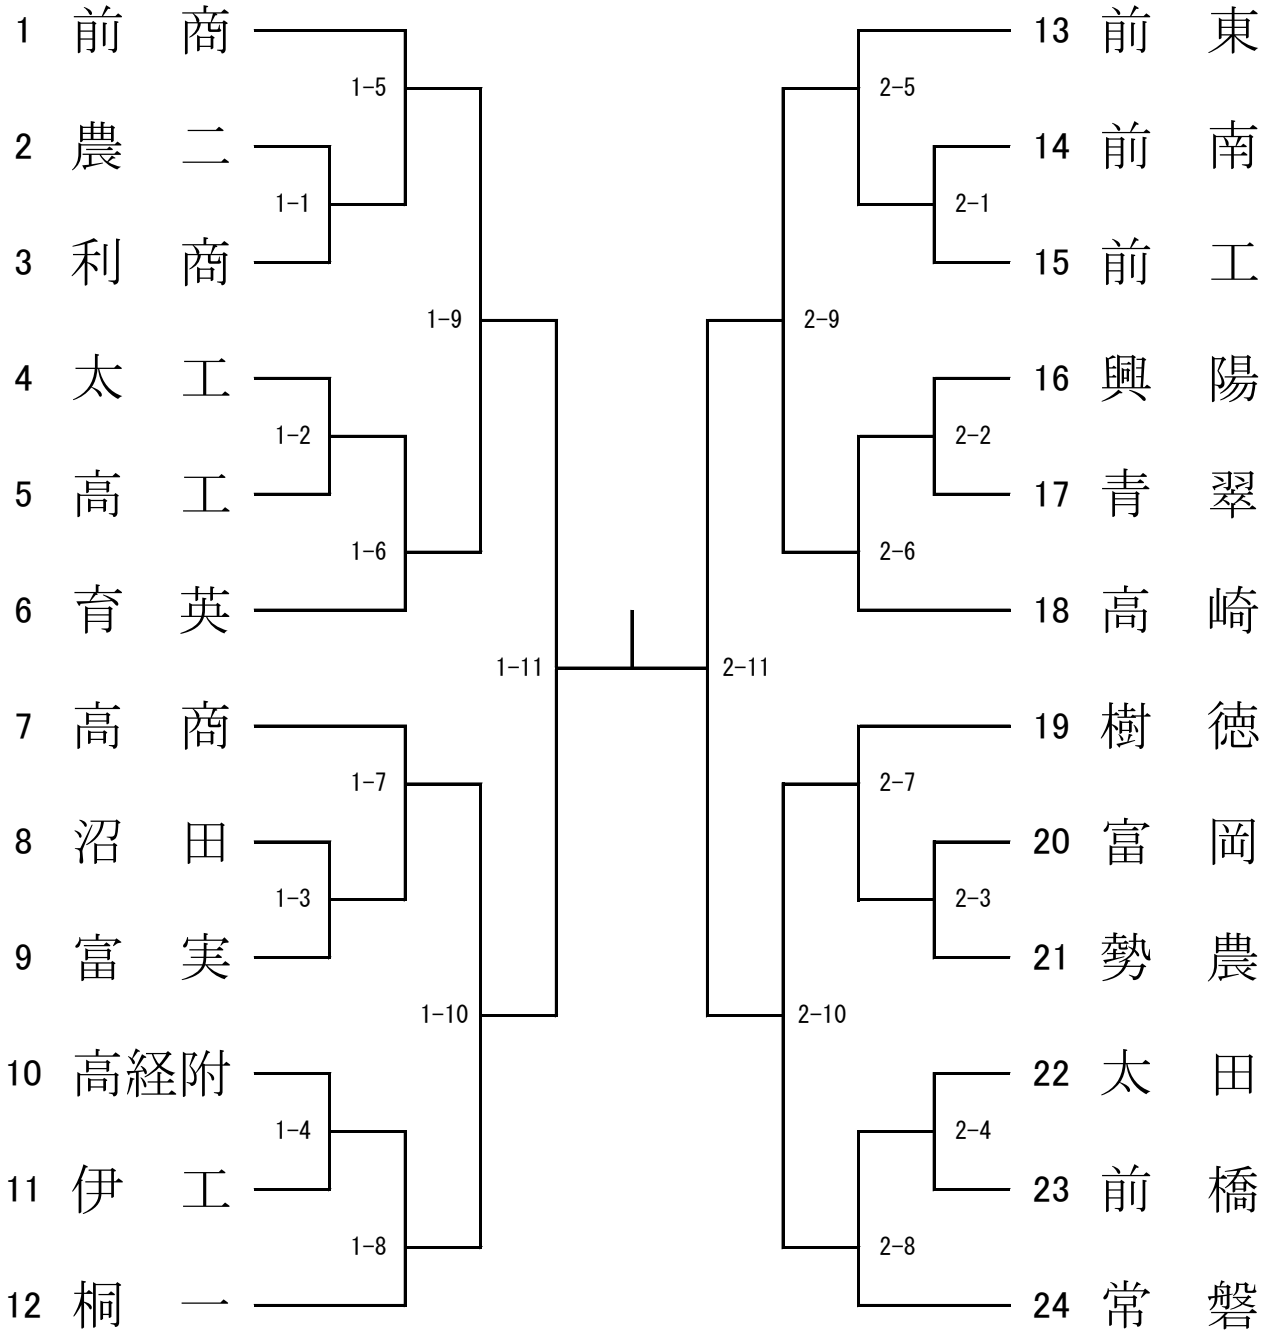 1 前 商
1-5
2 農 二
1-1
3 利 商
1-9
4 太 工
1-2
5 高 工
1-6
6 育 英
1-11
7 高 商
1-7
8 沼 田
1-3
9 富 実
1-10
10 高経附
1-4
11 伊 工
1-8
12 桐 一
13 前 東
2-5
14 前 南
2-1
15 前 工
2-9
16 興 陽
2-2
17 青 翠
2-6
18 高 崎
2-11
19 樹 徳
2-7
20 富 岡
2-3
21 勢 農
2-10
22 太 田
2-4
23 前 橋
2-8
24 常 磐